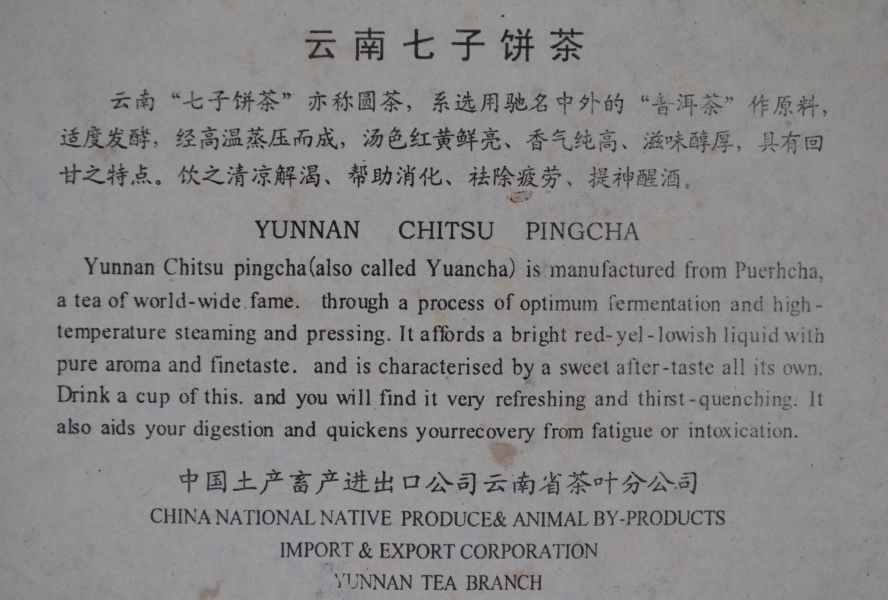 云南七子饼茶
云南“七子饼茶”亦称圆茶，系选用驰名中外的“普洱茶”作原料，
适度发酵，经高温蒸压而成，汤色红黄鲜亮、香气纯高、滋味醇厚，具有回
甘之特点。饮之清凉解渴、帮助消化、祛除疲劳、提神醒酒。
YUNNAN CHITSU PINGCHA
Yunnan Chitsu pingcha(also called Yuancha) is manufactured from Puerhcha,
a tea of world-wide fame. through a process of optimum fermentation and high-
temperature steaming and pressing. It affords a bright red-yel-lowish liquid with
pure aroma and finetaste. and is characterised by a sweet after-taste all its own.
Drink a cup of this. and you will find it very refreshing and thirst-quenching. It
also aids your digestion and quickens yourrecovery from fatigue or intoxication.
中国土产畜产进出口公司云南省茶叶分公司
CHINA NATIONAL NATIVE PRODUCE& ANIMAL BY-PRODUCTS
IMPORT & EXPORT CORPORATION
YUNNAN TEA BRANCH